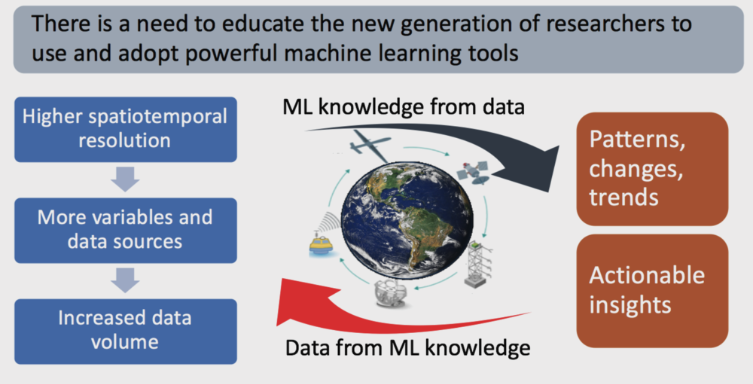 There is a need to educate the new generation of researchers to
use and adopt powerful machine learning tools
Higher spatiotemporal
resolution
More variables and
data sources
Increased data
volume
ML knowledge from data
Data from ML knowledge
Patterns,
changes,
trends
Actionable
insights